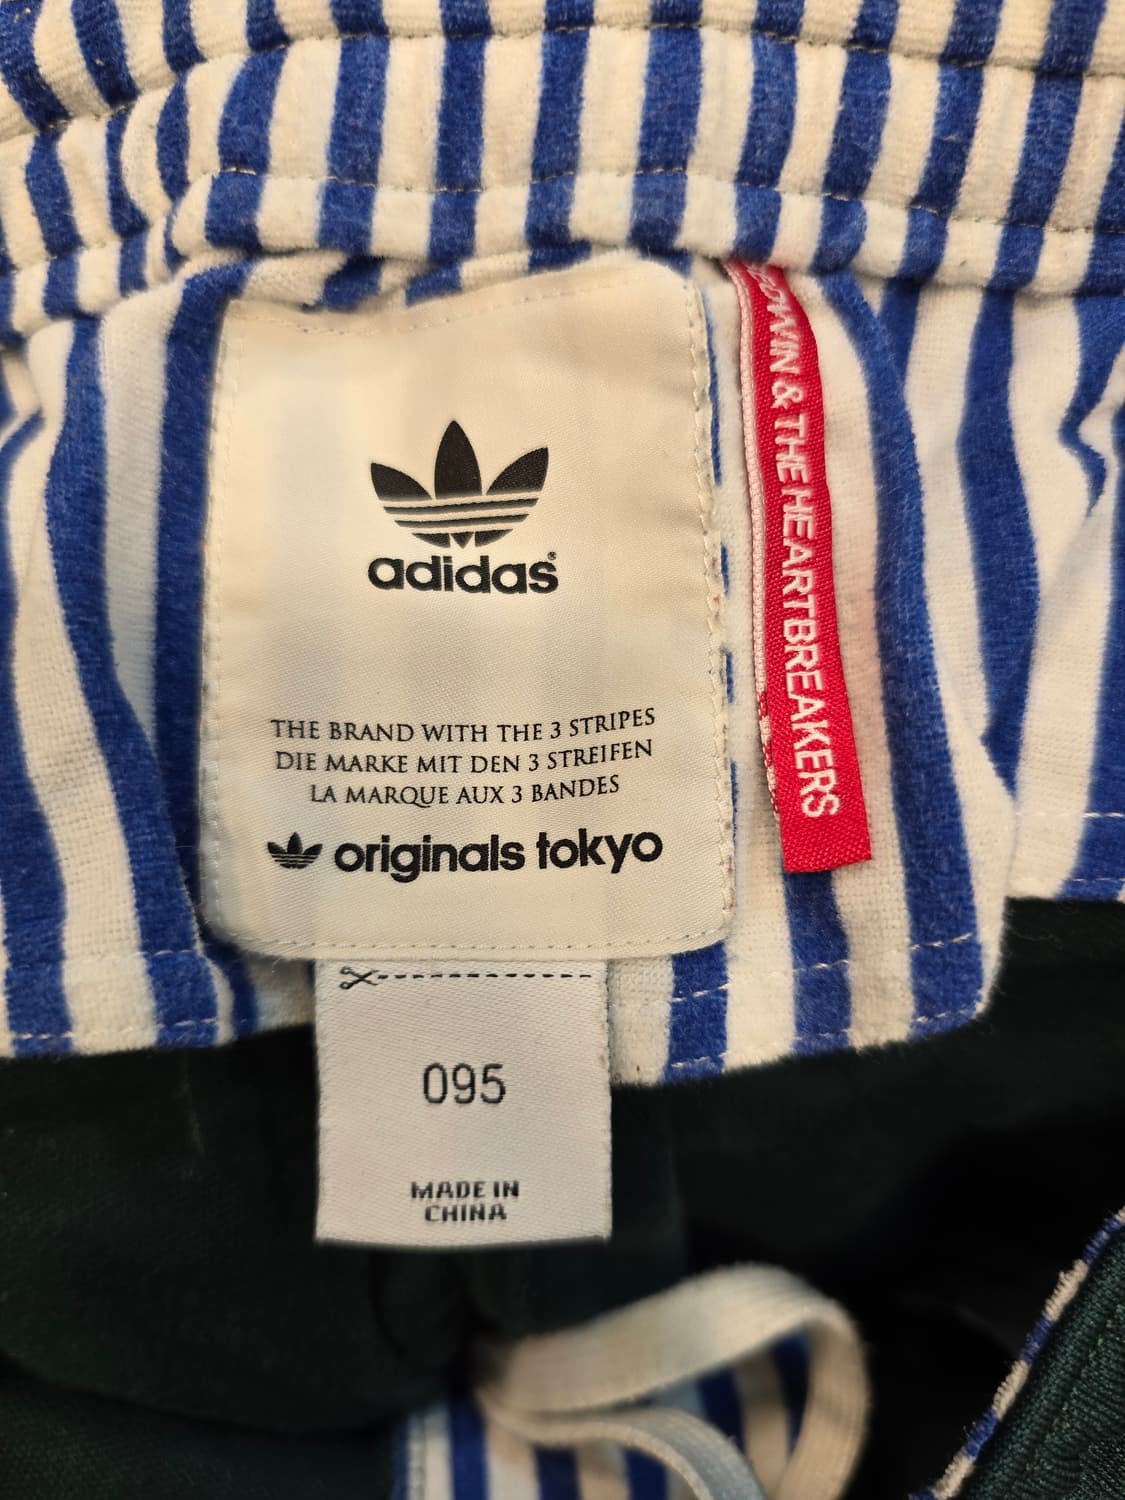 adidas®
THE BRAND WITH THE 3 STRIPES
DIE MARKE MIT DEN 3 STREIFEN
LA MARQUE AUX 3 BANDES
originals tokyo
EDWIN & THE HEARTBREAKERS
095
MADE IN
CHINA